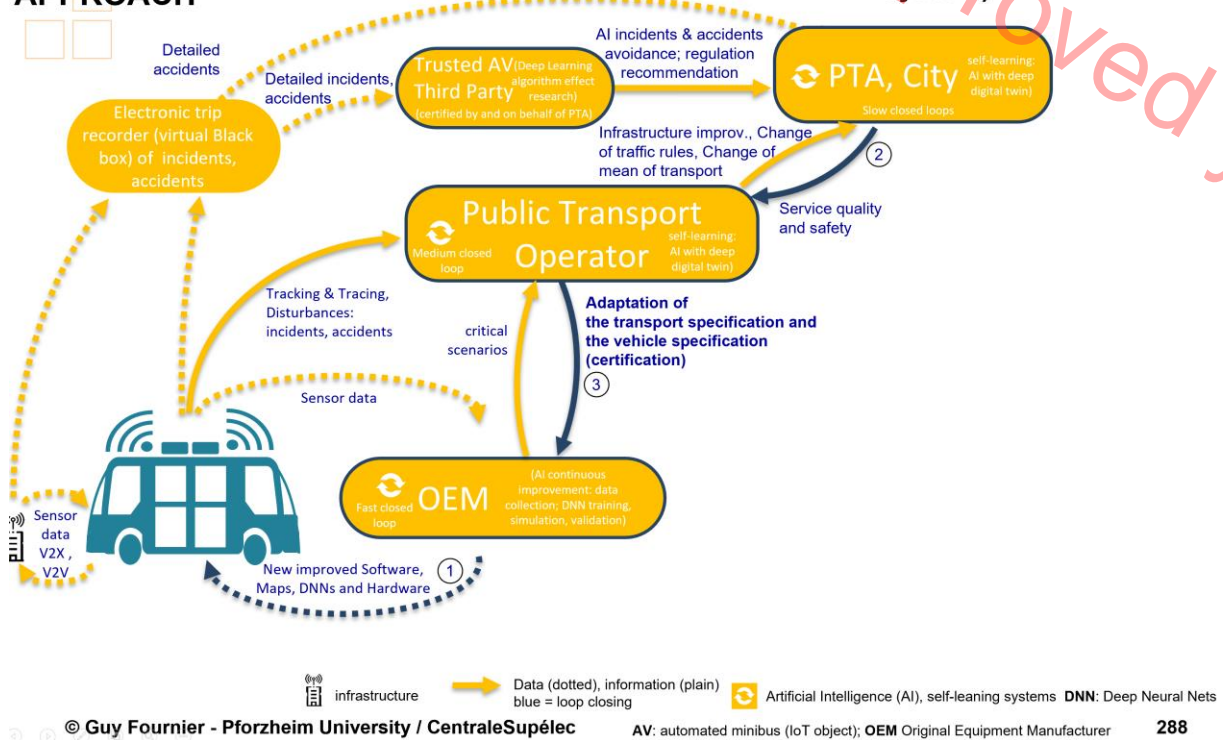 Detailed
accidents
Detailed incidents,
accidents
Electronic trip
recorder (virtual Black
box) of incidents,
accidents
Trusted AV (Deep Learning
Third Party algorithm effect
research)
(certified by and on behalf of PTA)
AI incidents & accidents
avoidance; regulation
recommendation
PTA, City
self-learning:
AI with deep
digital twin)
Slow closed loops
Infrastructure improv., Change
of traffic rules, Change of
mean of transport
2
Service quality
and safety
Public Transport
Operator
Medium closed
loop
self-learning:
AI with deep
digital twin)
Tracking & Tracing,
Disturbances:
incidents, accidents
critical
scenarios
Adaptation of
the transport specification and
the vehicle specification
(certification)
3
Sensor data
OEM
Fast closed
loop
(AI continuous
improvement: data
collection; DNN training,
simulation, validation)
Sensor
data
V2X ,
V2V
New improved Software,
Maps, DNNs and Hardware
1
infrastructure
Data (dotted), information (plain)
blue = loop closing
Artificial Intelligence (AI), self-leaning systems DNN: Deep Neural Nets
© Guy Fournier - Pforzheim University / CentraleSupélec
AV: automated minibus (IoT object); OEM Original Equipment Manufacturer
288